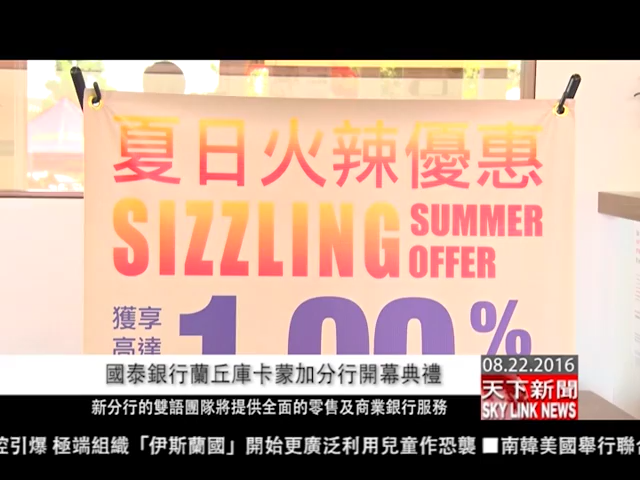 夏日火辣優惠
SIZZLING
SUMMER
OFFER
獲享
高達
%
國泰銀行蘭丘庫卡蒙加分行開幕典禮
新分行的雙語團隊將提供全面的零售及商業銀行服務
08.22.2016
天下新聞
SKY LINK NEWS
引爆 極端組織「伊斯蘭國」開始更廣泛利用兒童作恐襲 ■南韓美國舉行聯